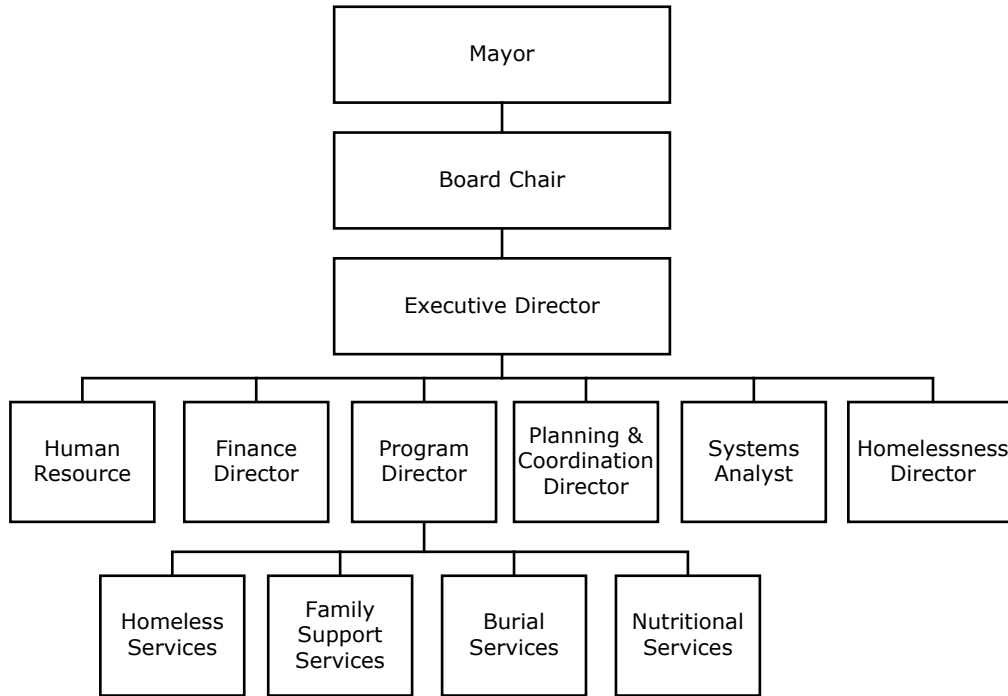 Mayor
Board Chair
Executive Director
Human
Resource
Finance
Director
Program
Director
Planning &
Coordination
Director
Systems
Analyst
Homelessness
Director
Homeless
Services
Family
Support
Services
Burial
Services
Nutritional
Services